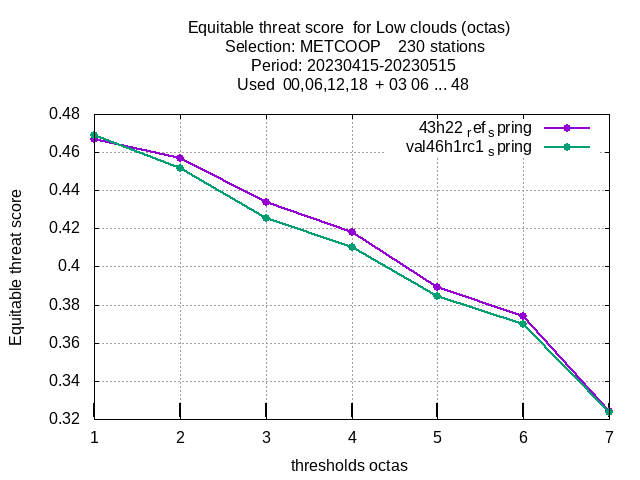 Equitable threat score  for Low clouds (octas)
Selection: METCOOP    230 stations
Period: 20230415-20230515
Used  00,06,12,18  + 03 06 ... 48
0.48
0.46
0.44
0.42
0.4
0.38
0.36
0.34
0.32
Equitable threat score
43h22 ref spring
val46h1rc1 spring
1 2 3 4 5 6 7
thresholds octas